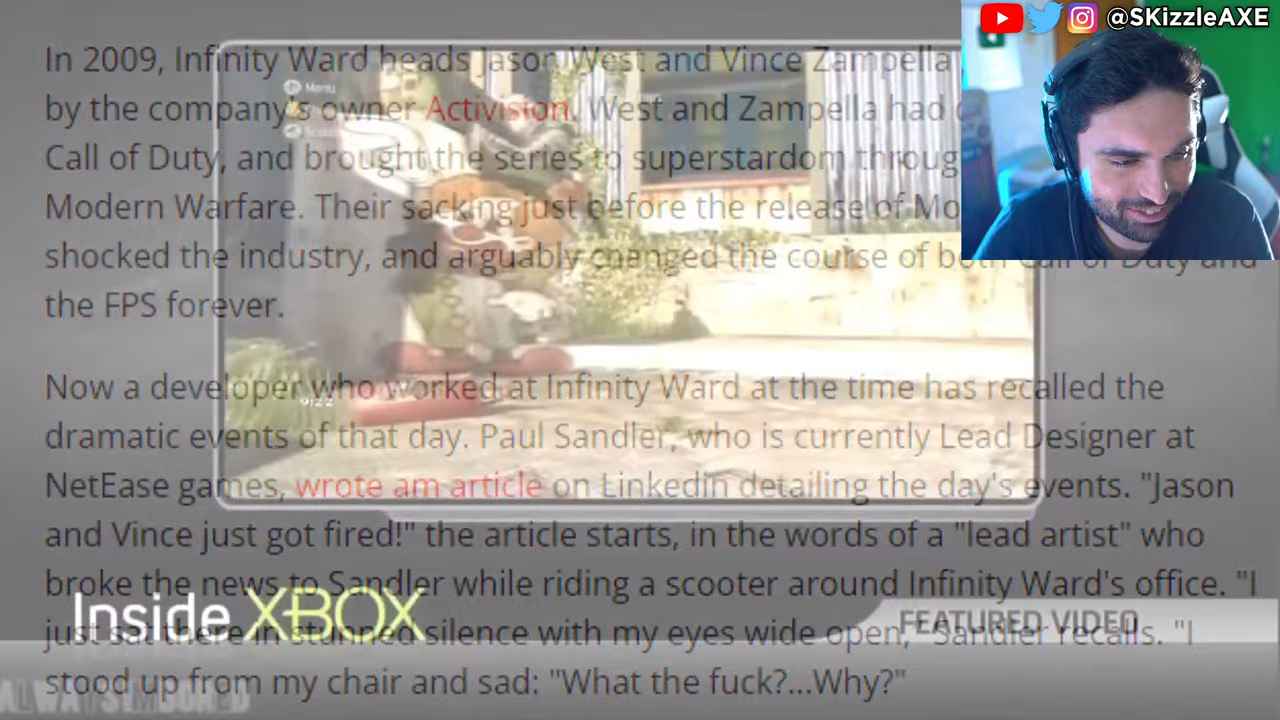 @SKizzleAXE
In 2009, Infinity Ward heads Jason West and Vince Zampella
by the company's owner Activision. West and Zampella had
Call of Duty, and brought the series to superstardom throug
Modern Warfare. Their sacking just before the release of Mo
shocked the industry, and arguably changed the course of both Call of Duty and
the FPS forever.
Menu
Now a developer who worked at Infinity Ward at the time has recalled the
dramatic events of that day. Paul Sandler, who is currently Lead Designer at
NetEase games, wrote am article on LinkedIn detailing the day's events. "Jason
and Vince just got fired!" the article starts, in the words of a "lead artist" who
broke the news to Sandler while riding a scooter around Infinity Ward's office. "I
just sat there in stunned silence with my eyes wide open," Sandler recalls. "I
stood up from my chair and sad: "What the fuck?...Why?"
Inside XBOX
FEATURED VIDEO